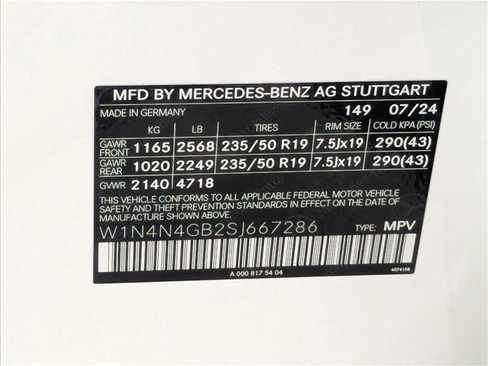 MFD BY MERCEDES-BENZ AG STUTTGART
MADE IN GERMANY 149 07/24
KG LB TIRES RIM SIZE COLD KPA (PSI)
GAWR FRONT 1165 2568 235/50 R19 7.5Jx19 290(43)
GAWR REAR 1020 2249 235/50 R19 7.5Jx19 290(43)
GVWR 2140 4718
THIS VEHICLE CONFORMS TO ALL APPLICABLE FEDERAL MOTOR VEHICLE
SAFETY AND THEFT PREVENTION STANDARDS IN EFFECT ON THE DATE OF
MANUFACTURE SHOWN ABOVE.
W1N4N4GB2SJ667286 TYPE: MPV
A 000 817 54 04 4074158